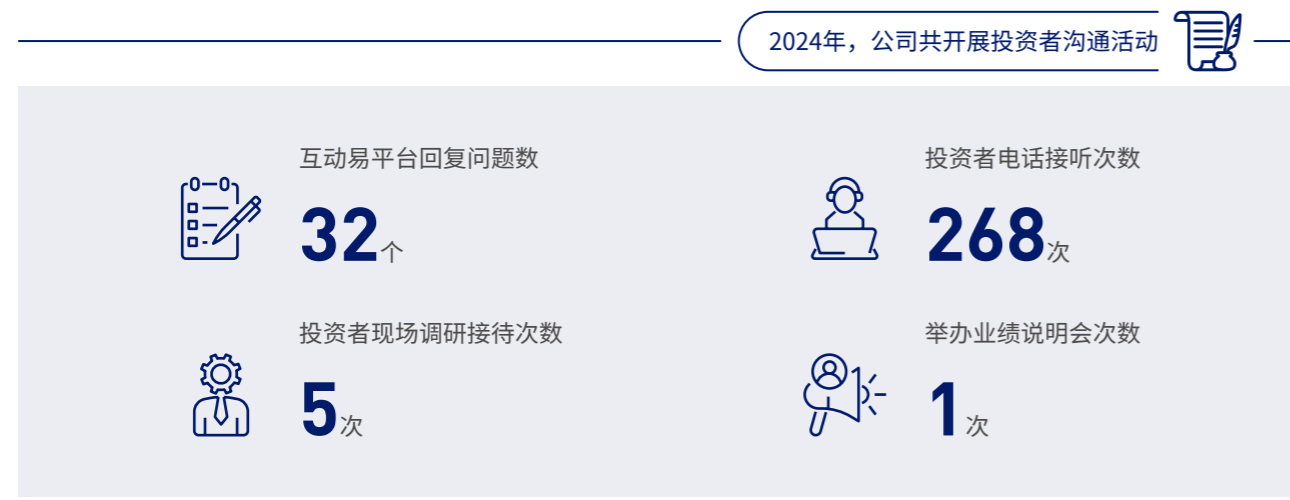 2024年，公司共开展投资者沟通活动
互动易平台回复问题数
32个
投资者电话接听次数
268次
投资者现场调研接待次数
5次
举办业绩说明会次数
1次